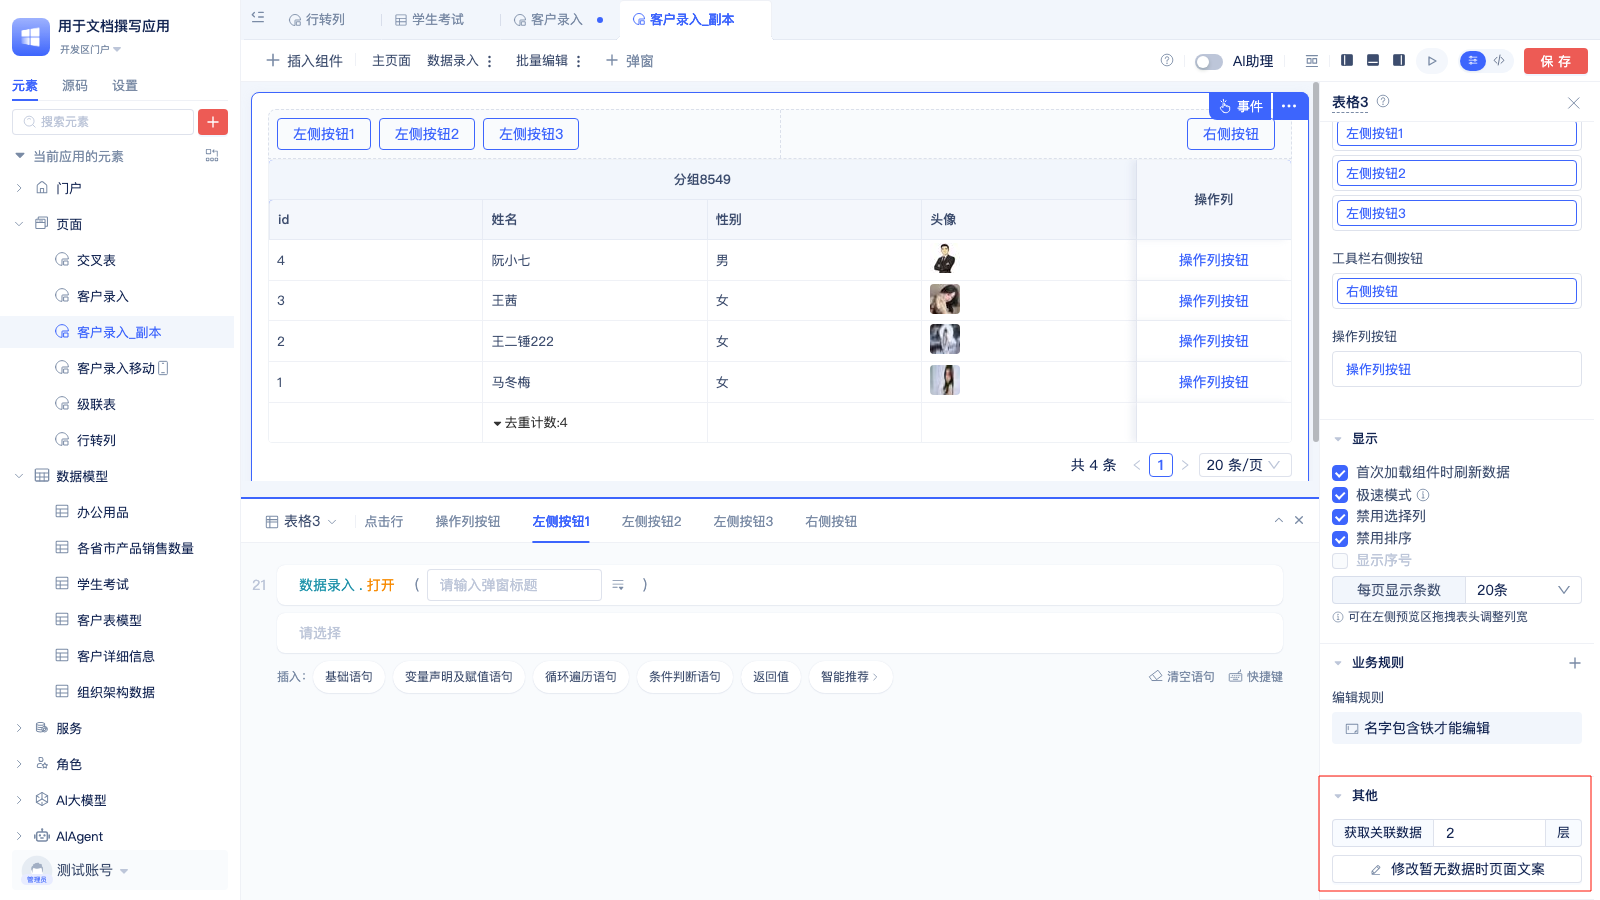 用于文档撰写应用
开发区门户
元素 源码 设置
搜索元素
当前应用的元素
门户
页面
交叉表
客户录入
客户录入_副本
客户录入移动
级联表
行转列
数据模型
办公用品
各省市产品销售数量
学生考试
客户表模型
客户详细信息
组织架构数据
服务
角色
AI大模型
AIAgent
测试账号
管理员
行转列 学生考试 客户录入 客户录入_副本
插入组件 主页面 数据录入 批量编辑 弹窗
AI助理 保 存
事件
左侧按钮1 左侧按钮2 左侧按钮3 右侧按钮
分组8549 操作列
id 姓名 性别 头像
4 阮小七 男 操作列按钮
3 王茜 女 操作列按钮
2 王二锤222 女 操作列按钮
1 马冬梅 女 操作列按钮
去重计数:4
共 4 条 1 20 条/页
表格3 点击行 操作列按钮 左侧按钮1 左侧按钮2 左侧按钮3 右侧按钮
21 数据录入 . 打开 ( 请输入弹窗标题 )
请选择
插入: 基础语句 变量声明及赋值语句 循环遍历语句 条件判断语句 返回值 智能推荐 清空语句 快捷键
表格3
左侧按钮1
左侧按钮2
左侧按钮3
工具栏右侧按钮
右侧按钮
操作列按钮
操作列按钮
显示
首次加载组件时刷新数据
极速模式
禁用选择列
禁用排序
显示序号
每页显示条数 20条
可在左侧预览区拖拽表头调整列宽
业务规则
编辑规则
名字包含铁才能编辑
其他
获取关联数据 2 层
修改暂无数据时页面文案